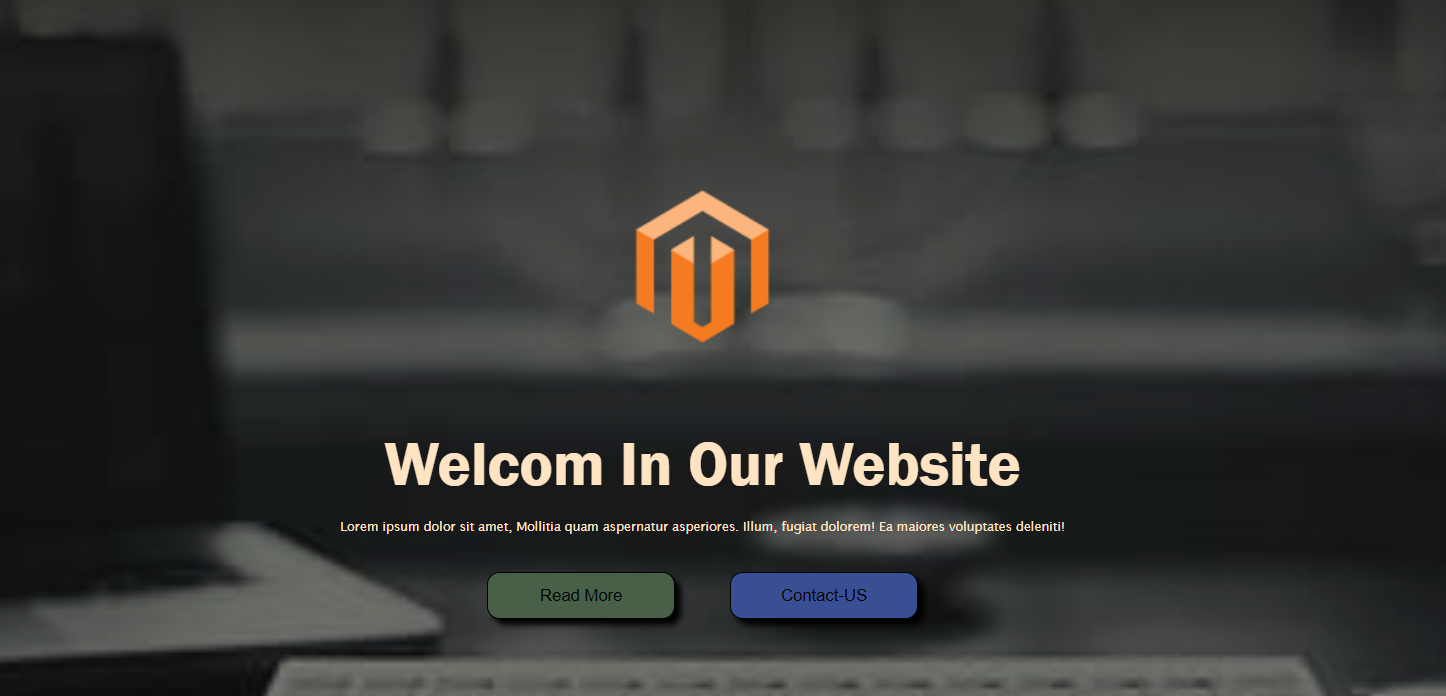 Welcom In Our Website
Lorem ipsum dolor sit amet, Mollitia quam aspernatur asperiores. Illum, fugiat dolorem! Ea maiores voluptates deleniti!
Read More
Contact-US